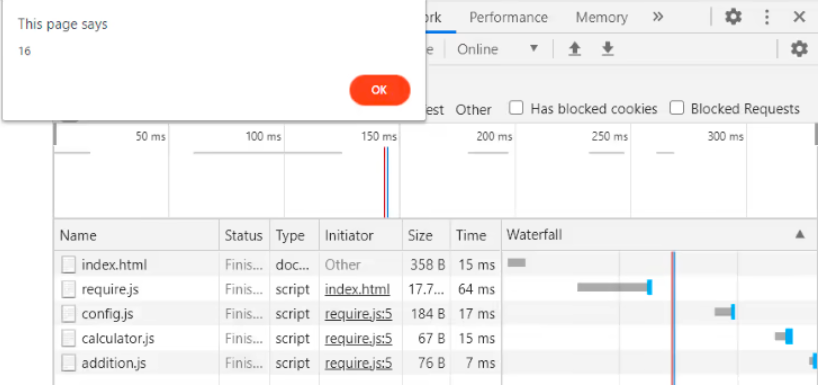 This page says
16
OK
rk Performance Memory »
e Online
est Other Has blocked cookies Blocked Requests
50 ms 100 ms 150 ms 200 ms 250 ms 300 ms
Name Status Type Initiator Size Time Waterfall
index.html Finis... doc... Other 358 B 15 ms
require.js Finis... script index.html 17.7... 64 ms
config.js Finis... script require.js:5 184 B 17 ms
calculator.js Finis... script require.js:5 67 B 15 ms
addition.js Finis... script require.js:5 76 B 7 ms